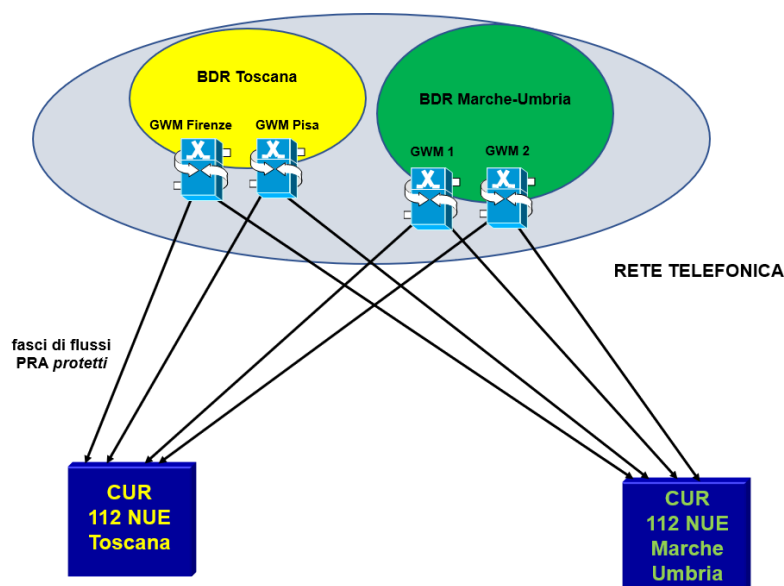 BDR Toscana
BDR Marche-Umbria
GWM Firenze
GWM Pisa
GWM 1
GWM 2
RETE TELEFONICA
fasci di flussi
PRA protetti
CUR
112 NUE
Toscana
CUR
112 NUE
Marche
Umbria